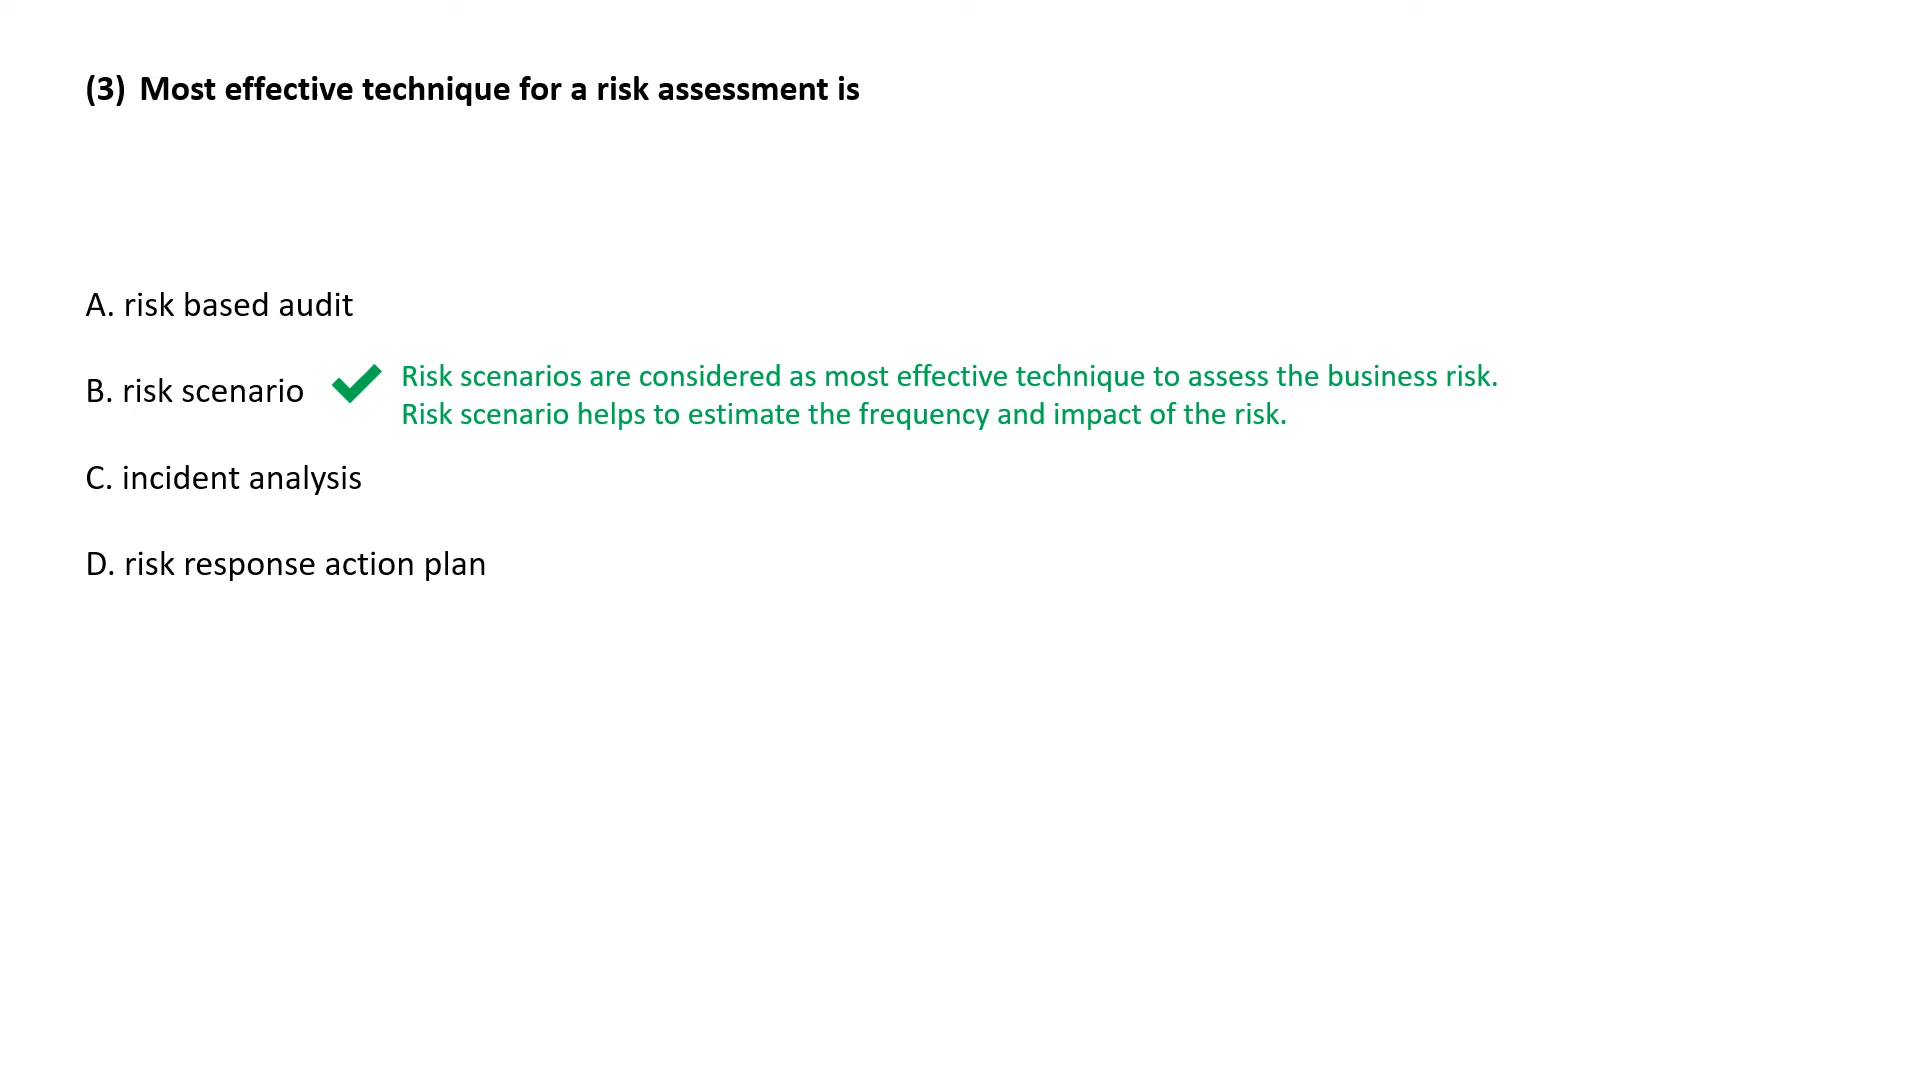 (3) Most effective technique for a risk assessment is
A. risk based audit
B. risk scenario
Risk scenarios are considered as most effective technique to assess the business risk.
Risk scenario helps to estimate the frequency and impact of the risk.
C. incident analysis
D. risk response action plan